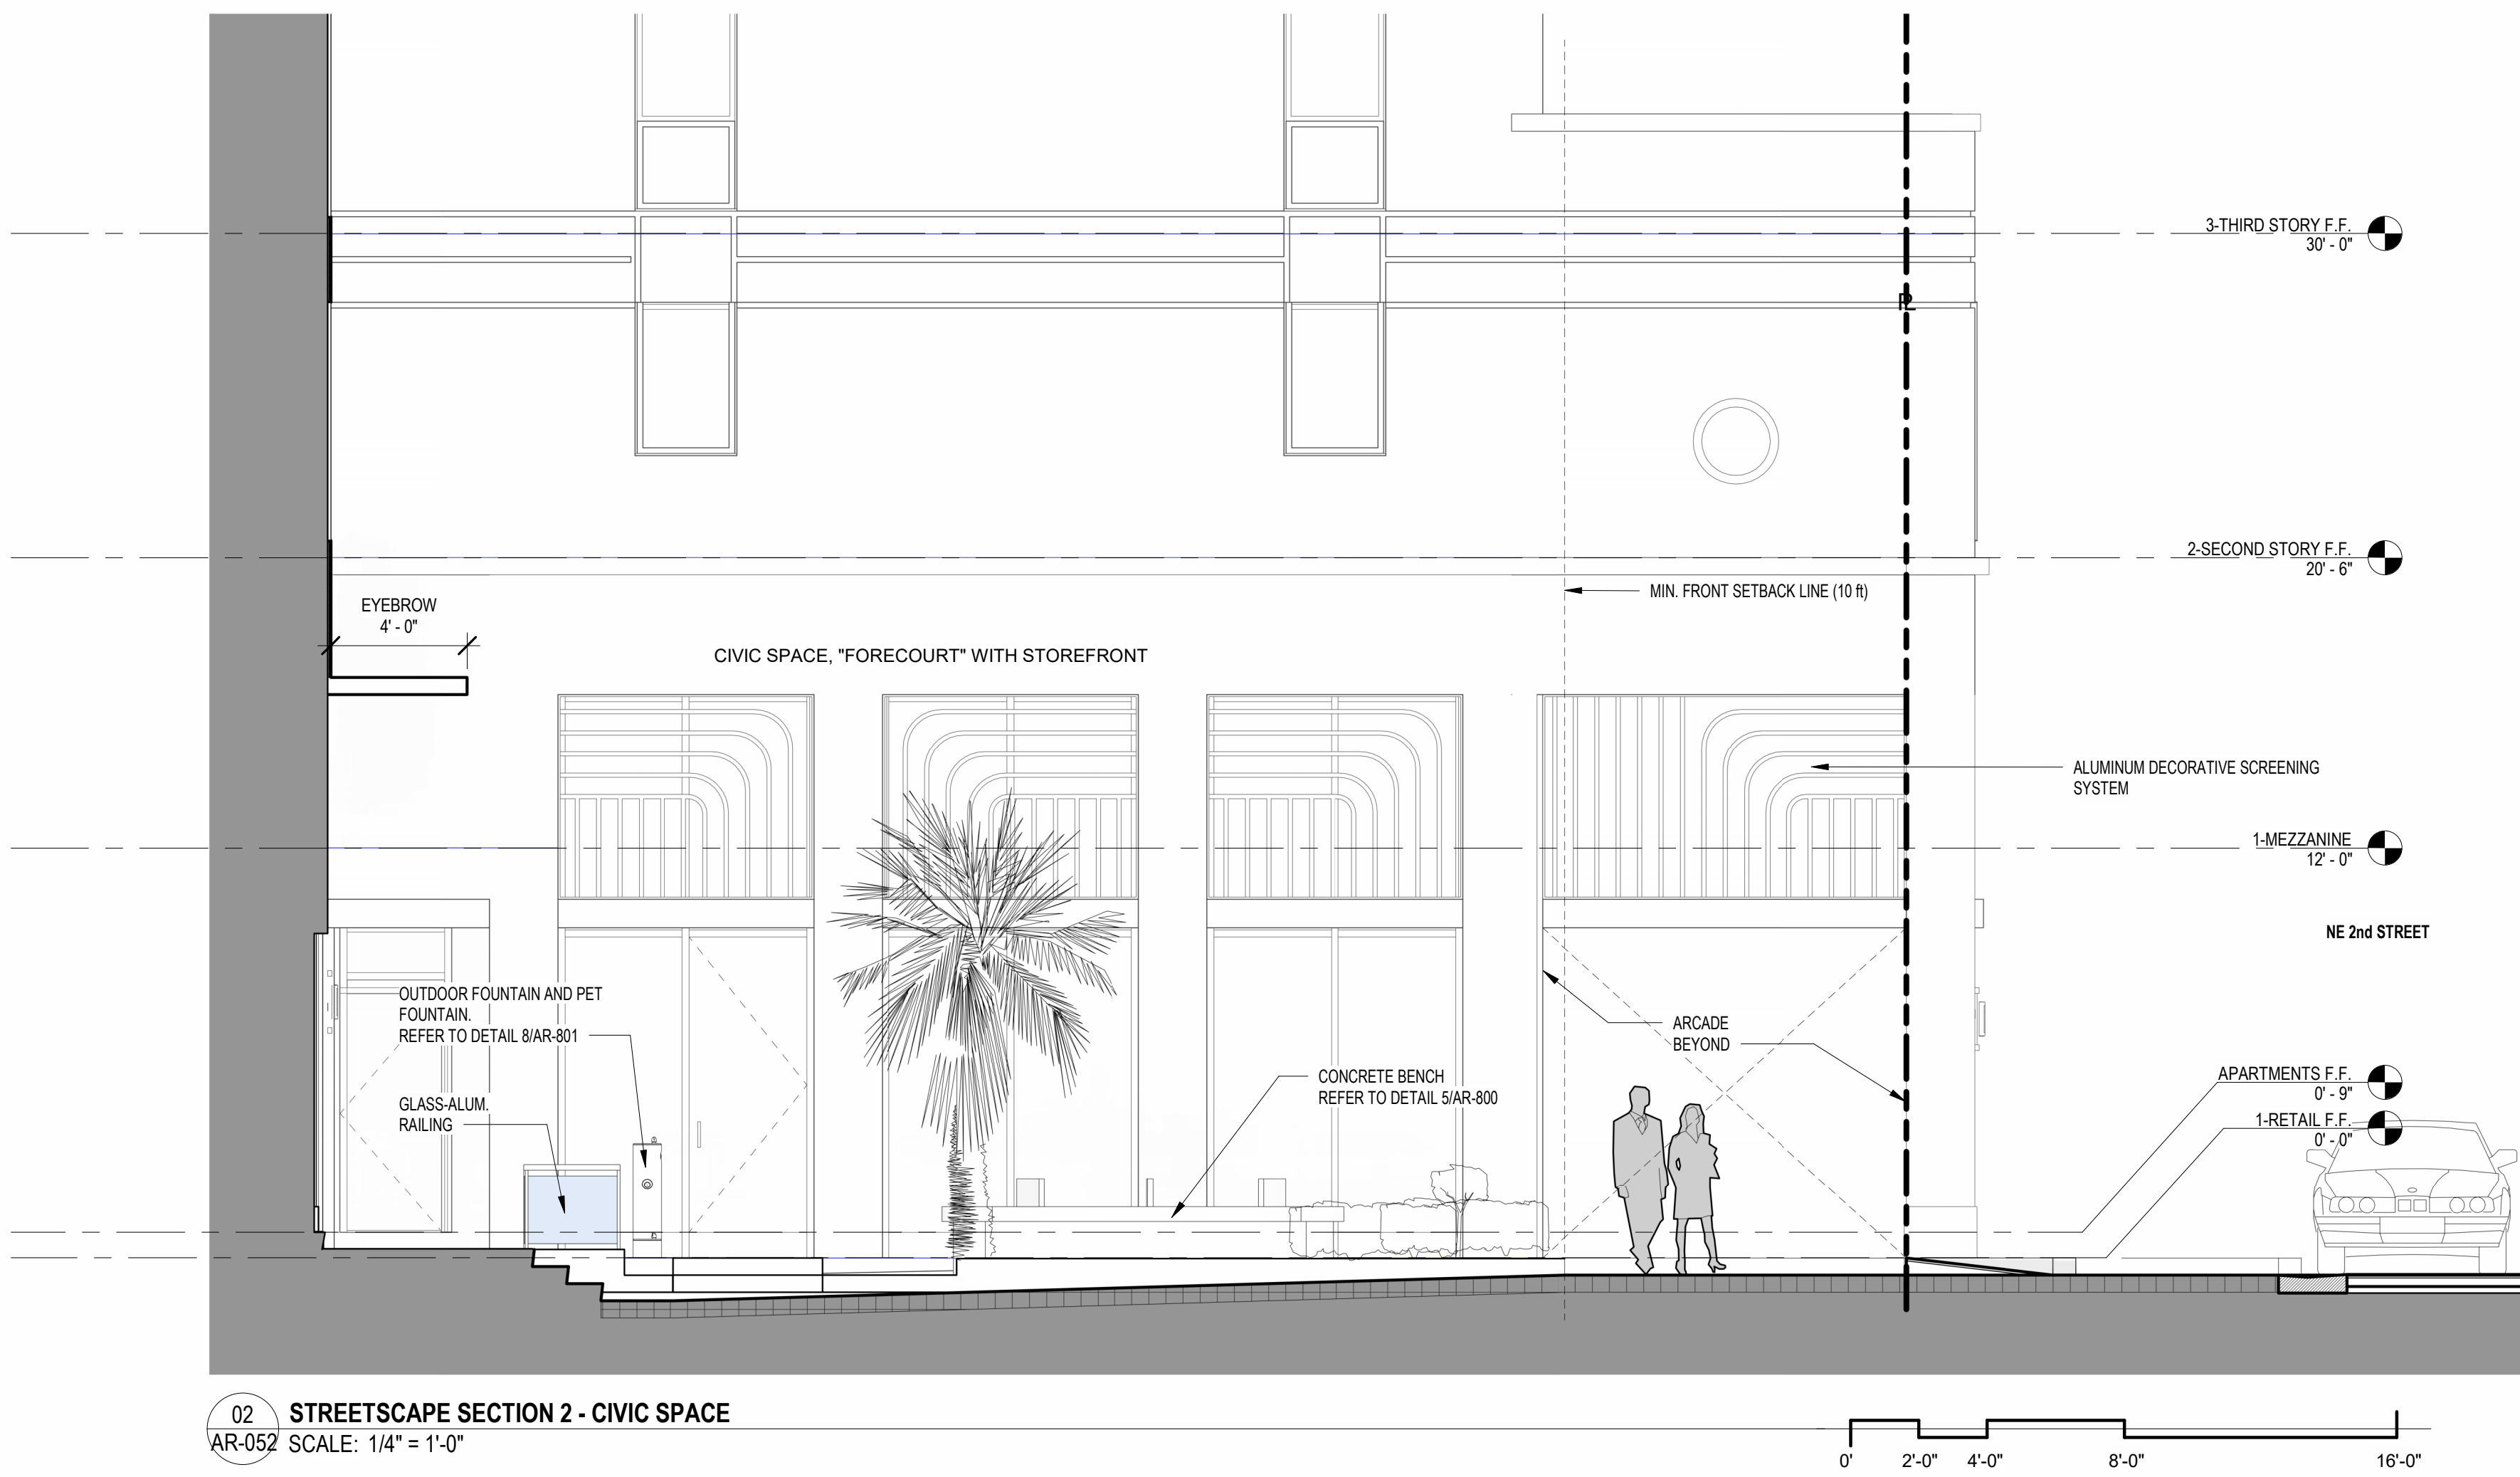 3-THIRD STORY F.F.
30' - 0"
PL
2-SECOND STORY F.F.
20' - 6"
MIN. FRONT SETBACK LINE (10 ft)
EYEBROW
4' - 0"
CIVIC SPACE, "FORECOURT" WITH STOREFRONT
ALUMINUM DECORATIVE SCREENING
SYSTEM
1-MEZZANINE
12' - 0"
NE 2nd STREET
OUTDOOR FOUNTAIN AND PET
FOUNTAIN.
REFER TO DETAIL 8/AR-801
ARCADE
BEYOND
CONCRETE BENCH
REFER TO DETAIL 5/AR-800
GLASS-ALUM.
RAILING
APARTMENTS F.F.
0' - 9"
1-RETAIL F.F.
0' - 0"
02
AR-052
STREETSCAPE SECTION 2 - CIVIC SPACE
SCALE: 1/4" = 1'-0"
0' 2'-0" 4'-0" 8'-0" 16'-0"